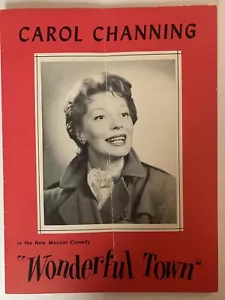 CAROL CHANNING
in the New Musical Comedy
"Wonderful Town"